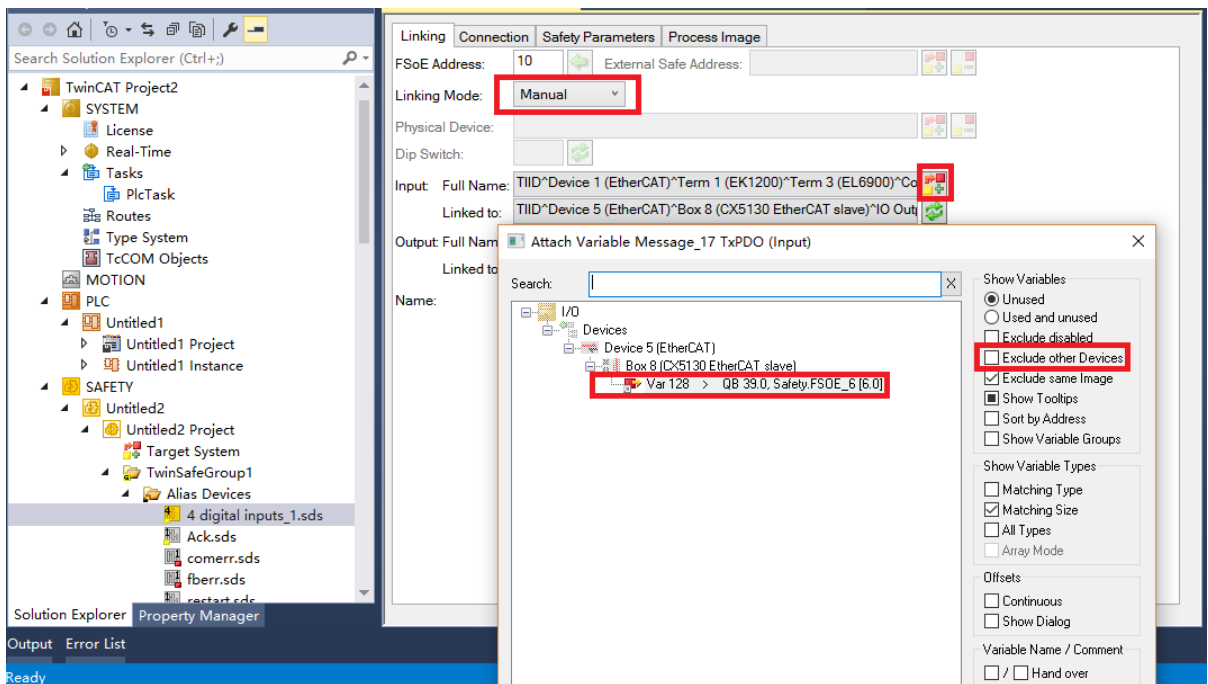 Search Solution Explorer (Ctrl+;)
TwinCAT Project2
SYSTEM
License
Real-Time
Tasks
PlcTask
Routes
Type System
TcCOM Objects
MOTION
PLC
Untitled1
Untitled1 Project
Untitled1 Instance
SAFETY
Untitled2
Untitled2 Project
Target System
TwinSafeGroup1
Alias Devices
4 digital inputs_1.sds
Ack.sds
comerr.sds
fberr.sds
restart.sds
Solution Explorer Property Manager
Output Error List
Ready
Linking Connection Safety Parameters Process Image
FSoE Address: 10 External Safe Address:
Linking Mode: Manual
Physical Device:
Dip Switch:
Input: Full Name: TIID^Device 1 (EtherCAT)^Term 1 (EK1200)^Term 3 (EL6900)^Co
Linked to: TIID^Device 5 (EtherCAT)^Box 8 (CX5130 EtherCAT slave)^IO Out
Output: Full Nam
Linked to
Name:
Attach Variable Message_17 TxPDO (Input)
Search:
I/O
Devices
Device 5 (EtherCAT)
Box 8 (CX5130 EtherCAT slave)
Var 128 > QB 39.0, Safety.FSOE_6 [6.0]
Show Variables
Unused
Used and unused
Exclude disabled
Exclude other Devices
Exclude same Image
Show Tooltips
Sort by Address
Show Variable Groups
Show Variable Types
Matching Type
Matching Size
All Types
Array Mode
Offsets
Continuous
Show Dialog
Variable Name / Comment
/ Hand over